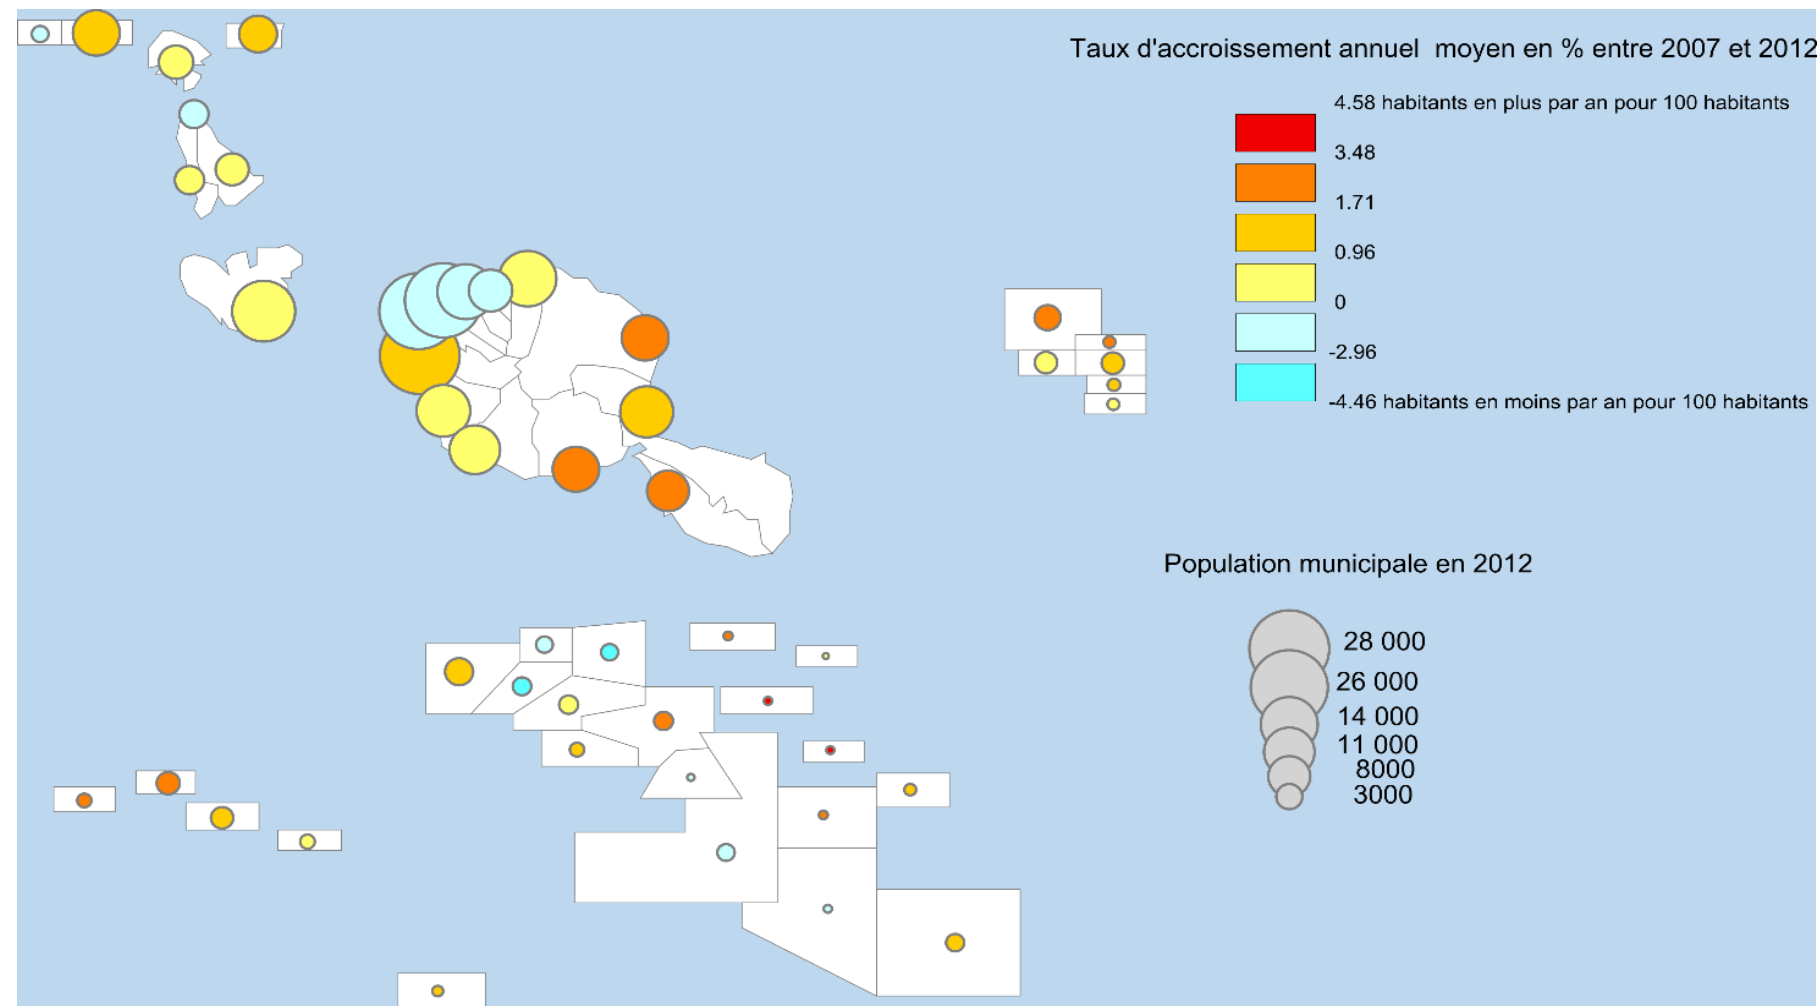 Taux d'accroissement annuel moyen en % entre 2007 et 2012
4.58 habitants en plus par an pour 100 habitants
3.48
1.71
0.96
0
-2.96
-4.46 habitants en moins par an pour 100 habitants
Population municipale en 2012
28 000
26 000
14 000
11 000
8000
3000